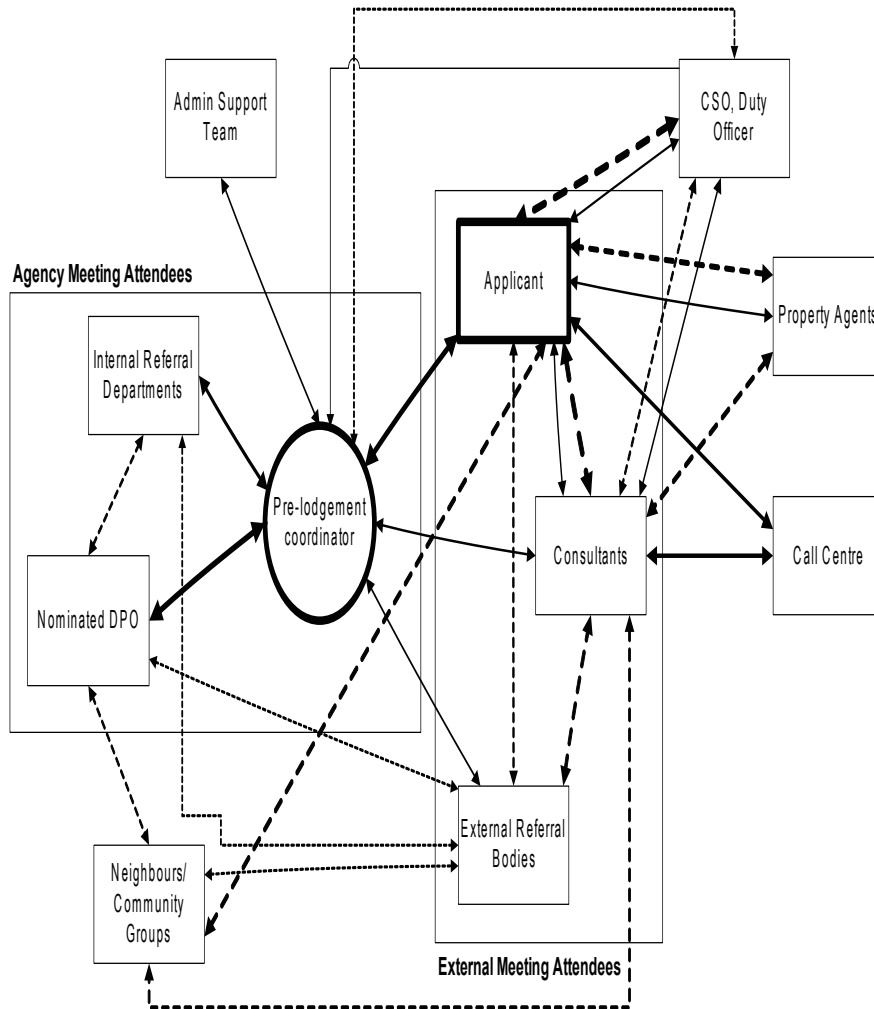 Admin Support
Team
CSO, Duty
Officer
Agency Meeting Attendees
Applicant
Property Agents
Internal Referral
Departments
Pre-lodgement
coordinator
Consultants
Call Centre
Nominated DPO
External Referral
Bodies
Neighbours/
Community
Groups
External Meeting Attendees